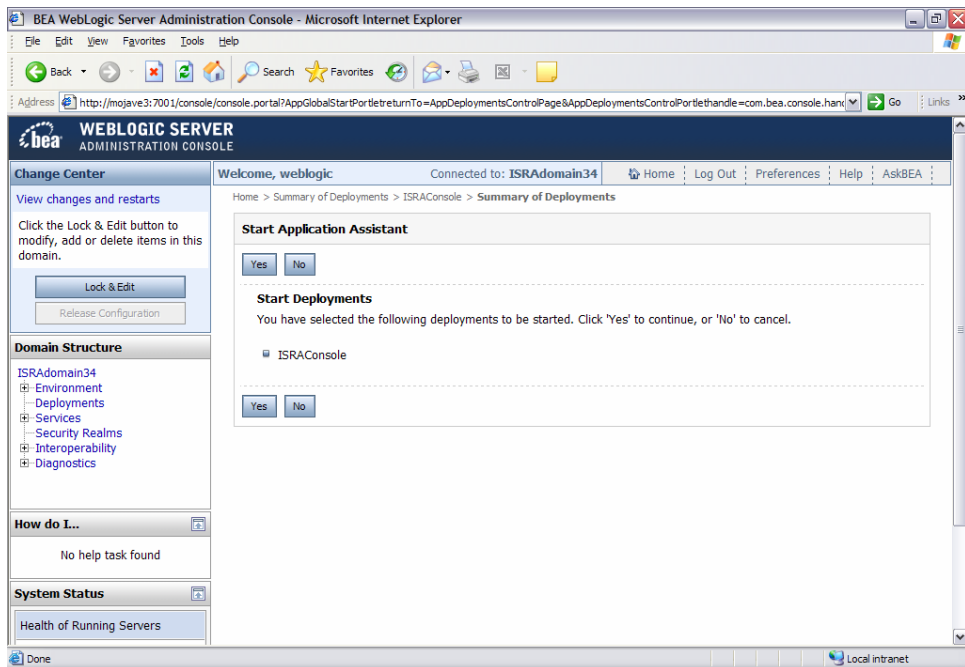 BEA WebLogic Server Administration Console - Microsoft Internet Explorer
File Edit View Favorites Tools Help
Back Search Favorites
Address http://mojave3:7001/console/console.portal?AppGlobalStartPortletreturnTo=AppDeploymentsControlPage&AppDeploymentsControlPortlethandle=com.bea.console.han Go Links »
bea WEBLOGIC SERVER
ADMINISTRATION CONSOLE
Change Center
View changes and restarts
Click the Lock & Edit button to
modify, add or delete items in this
domain.
Lock & Edit
Release Configuration
Domain Structure
ISRAdomain34
Environment
Deployments
Services
Security Realms
Interoperability
Diagnostics
How do I...
No help task found
System Status
Health of Running Servers
Welcome, weblogic Connected to: ISRAdomain34 Home Log Out Preferences Help AskBEA
Home > Summary of Deployments > ISRAConsole > Summary of Deployments
Start Application Assistant
Yes No
Start Deployments
You have selected the following deployments to be started. Click 'Yes' to continue, or 'No' to cancel.
ISRAConsole
Yes No
Done Local intranet